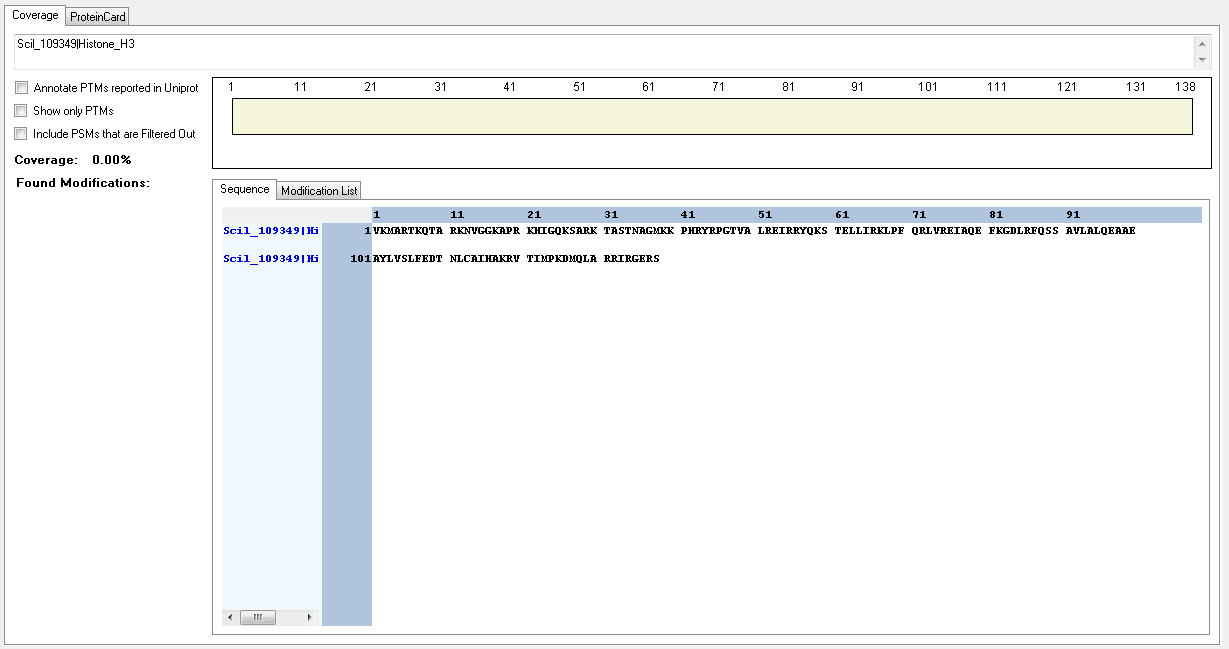 Coverage ProteinCard
Scil_109349|Histone_H3
Annotate PTMs reported in Uniprot
Show only PTMs
Include PSMs that are Filtered Out
Coverage: 0.00%
Found Modifications:
1 11 21 31 41 51 61 71 81 91 101 111 121 131 138
Sequence Modification List
1 11 21 31 41 51 61 71 81 91
Scil_109349|Hi 1 VKMARTKQTA RKNVGGKAPR KHIGQKSARK TASTNAGMKK PHRYRPGTVA LREIRRYQKS TELLIRKLPF QRLVREIAQE FKGDLRFQSS AVLALQEAAE
Scil_109349|Hi 101 AYLVSLFEDT NLCAIHAKRV TIMPKDMQLA RRIRGERS